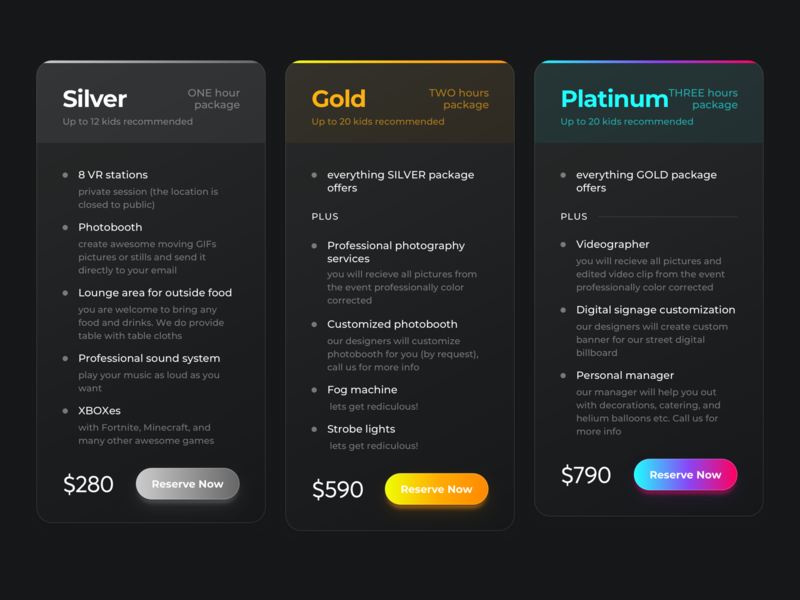 Silver
ONE hour
package
Up to 12 kids recommended
8 VR stations
private session (the location is
closed to public)
Photobooth
create awesome moving GIFs
pictures or stills and send it
directly to your email
Lounge area for outside food
you are welcome to bring any
food and drinks. We do provide
table with table cloths
Professional sound system
play your music as loud as you
want
XBOXes
with Fortnite, Minecraft, and
many other awesome games
$280
Reserve Now
Gold
TWO hours
package
Up to 20 kids recommended
everything SILVER package
offers
PLUS
Professional photography
services
you will recieve all pictures from
the event professionally color
corrected
Customized photobooth
our designers will customize
photobooth for you (by request),
call us for more info
Fog machine
lets get rediculous!
Strobe lights
lets get rediculous!
$590
Reserve Now
Platinum
THREE hours
package
Up to 20 kids recommended
everything GOLD package
offers
PLUS
Videographer
you will recieve all pictures and
edited video clip from the event
professionally color corrected
Digital signage customization
our designers will create custom
banner for our street digital
billboard
Personal manager
our manager will help you out
with decorations, catering, and
helium balloons etc. Call us for
more info
$790
Reserve Now